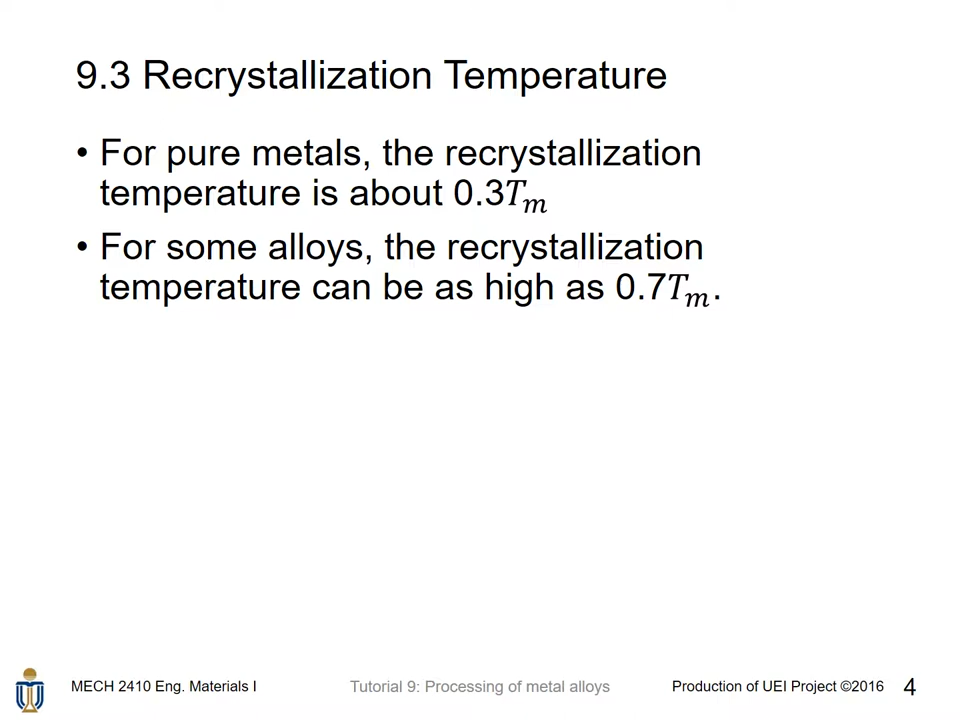 9.3 Recrystallization Temperature
• For pure metals, the recrystallization
temperature is about 0.3𝑇𝑚
• For some alloys, the recrystallization
temperature can be as high as 0.7𝑇𝑚.
MECH 2410 Eng. Materials I
Tutorial 9: Processing of metal alloys
Production of UEI Project ©2016
4